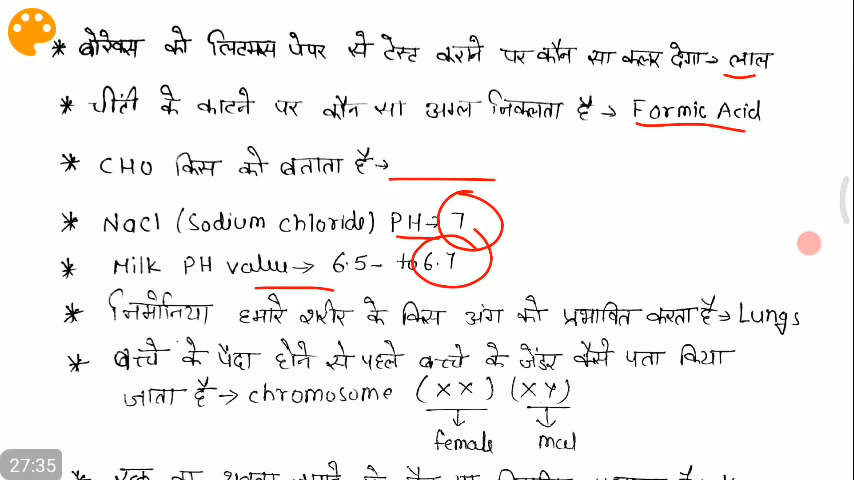 * बोरेक्स को लिटमस पेपर से टेस्ट कराने पर कौन सा कलर देगा → लाल
* चींटी के काटने पर कौन सा अम्ल निकलता है → Formic Acid
* CHO किस को बताता है →
* Nacl (Sodium chloride) PH → 7
* Milk PH value → 6.5 - to 6.7
* निमोनिया हमारे शरीर के किस अंग को प्रभावित करता है → Lungs
* बच्चे के पैदा होने से पहले बच्चे के जेंडर कैसे पता किया
जाता है → chromosome (XX) (XY)
female mal
27:35